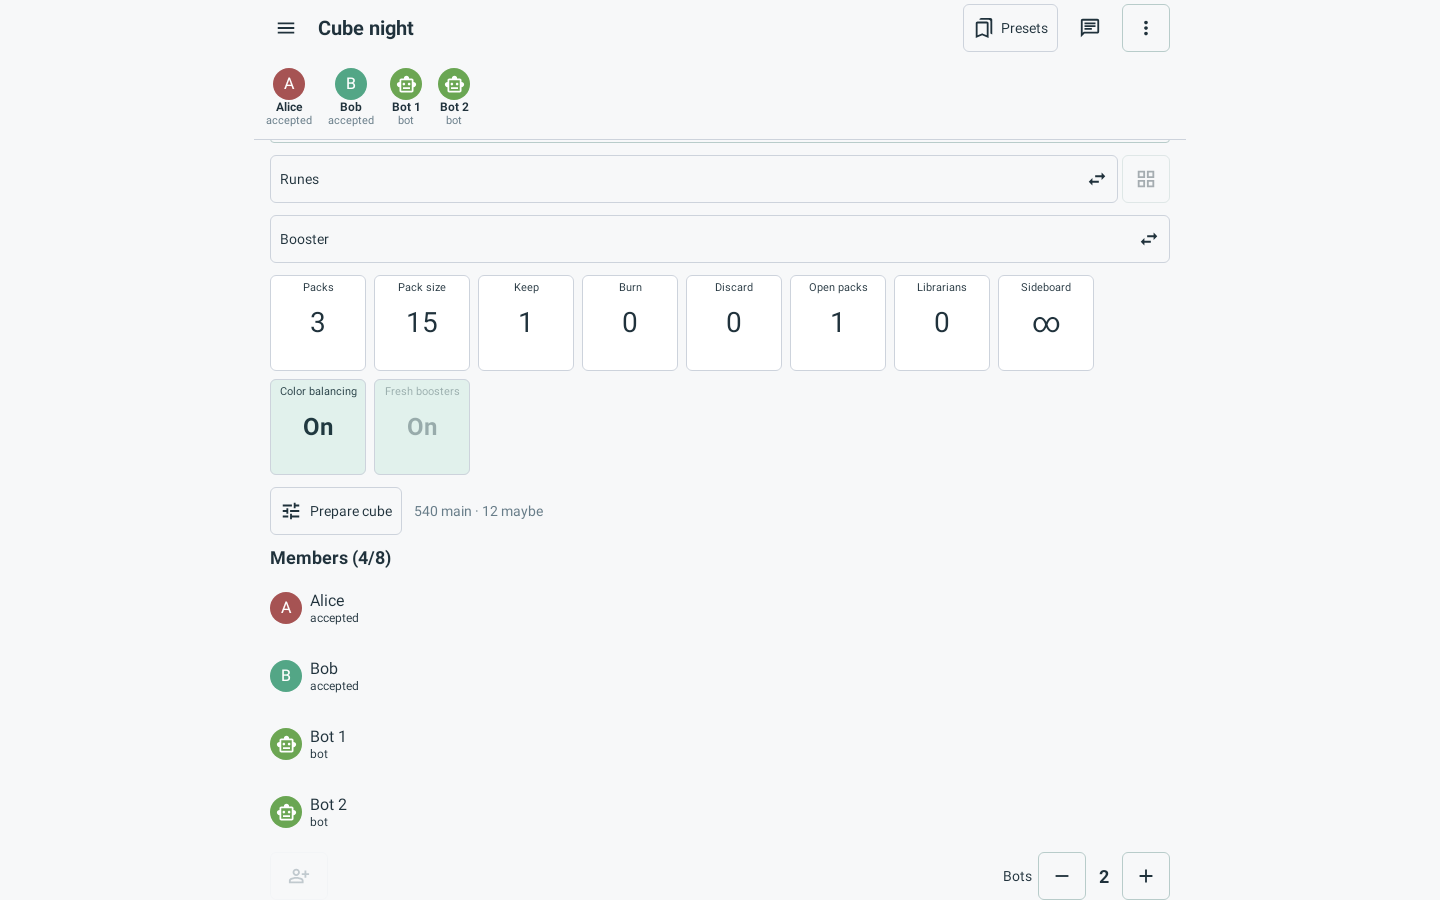 Cube night
Presets
A
B
Alice
Bob
Bot 1
Bot 2
accepted
accepted
bot
bot
Runes
Booster
Packs
Pack size
Keep
Burn
Discard
Open packs
Librarians
Sideboard
3
15
1
0
0
1
0
∞
Color balancing
Fresh boosters
On
On
Prepare cube
540 main · 12 maybe
Members (4/8)
A
Alice
accepted
B
Bob
accepted
Bot 1
bot
Bot 2
bot
Bots
2